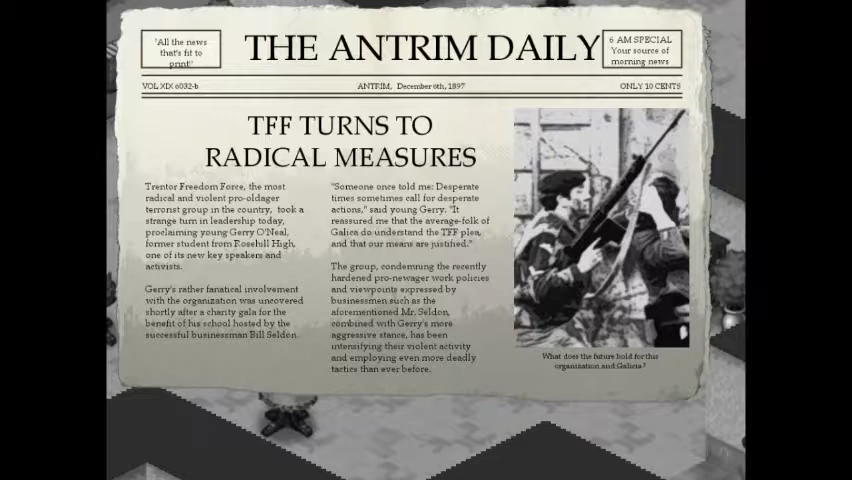 "All the news
that's fit to
print!"
THE ANTRIM DAILY
6 AM SPECIAL
Your source of
morning news
VOL XIX 6032-b
ANTRIM, December 6th, 1897
ONLY 10 CENTS
TFF TURNS TO
RADICAL MEASURES
Trentor Freedom Force, the most
radical and violent pro-oldager
terrorist group in the country, took a
strange turn in leadership today,
proclaiming young Gerry O'Neal,
former student from Rosehill High,
one of its new key speakers and
activists.
Gerry's rather fanatical involvement
with the organization was uncovered
shortly after a charity gala for the
benefit of his school hosted by the
successful businessman Bill Seldon.
"Someone once told me: Desperate
times sometimes call for desperate
actions," said young Gerry. "It
reassured me that the average-folk of
Galica do understand the TFF plea,
and that our means are justified."
The group, condemning the recently
hardened pro-newager work policies
and viewpoints expressed by
businessmen such as the
aforementioned Mr. Seldon,
combined with Gerry's more
aggressive stance, has been
intensifying their violent activity
and employing even more deadly
tactics than ever before.
What does the future hold for this
organization and Galicia?